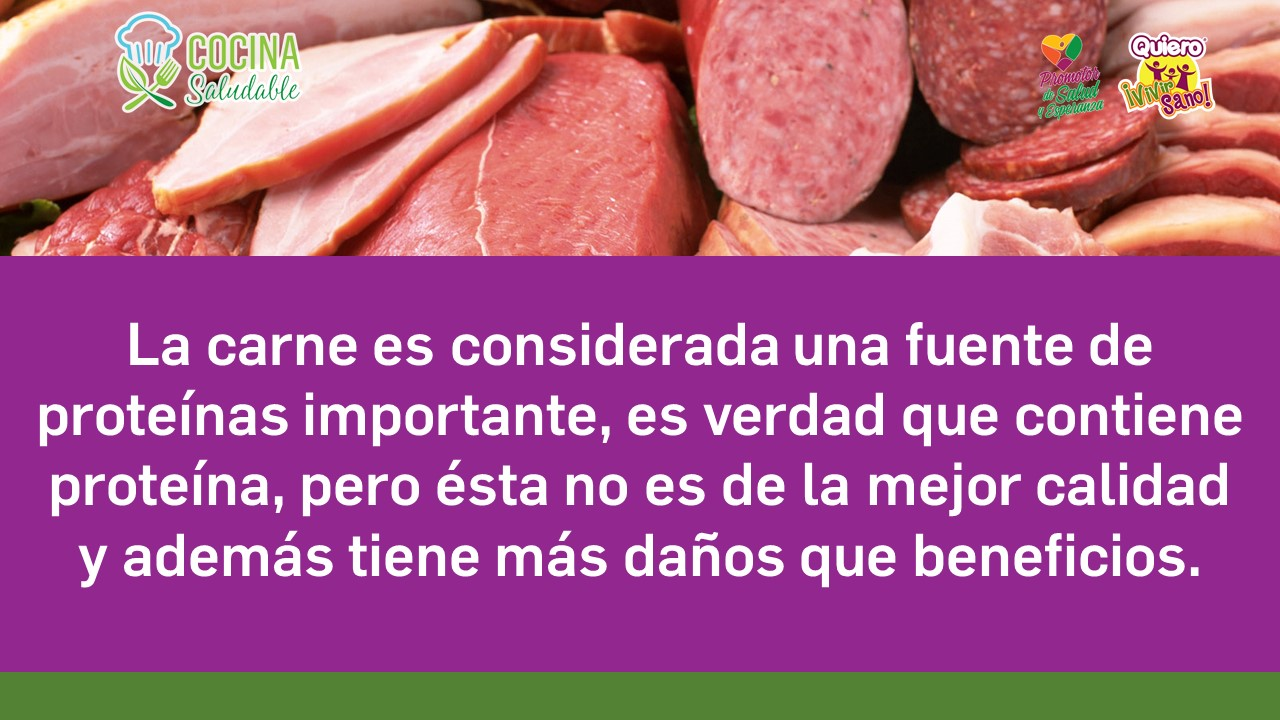 COCINA
Saludable
Promotor
de Salud
y Esperanza
Quiero
¡Vivir
Sano!
La carne es considerada una fuente de
proteínas importante, es verdad que contiene
proteína, pero ésta no es de la mejor calidad
y además tiene más daños que beneficios.